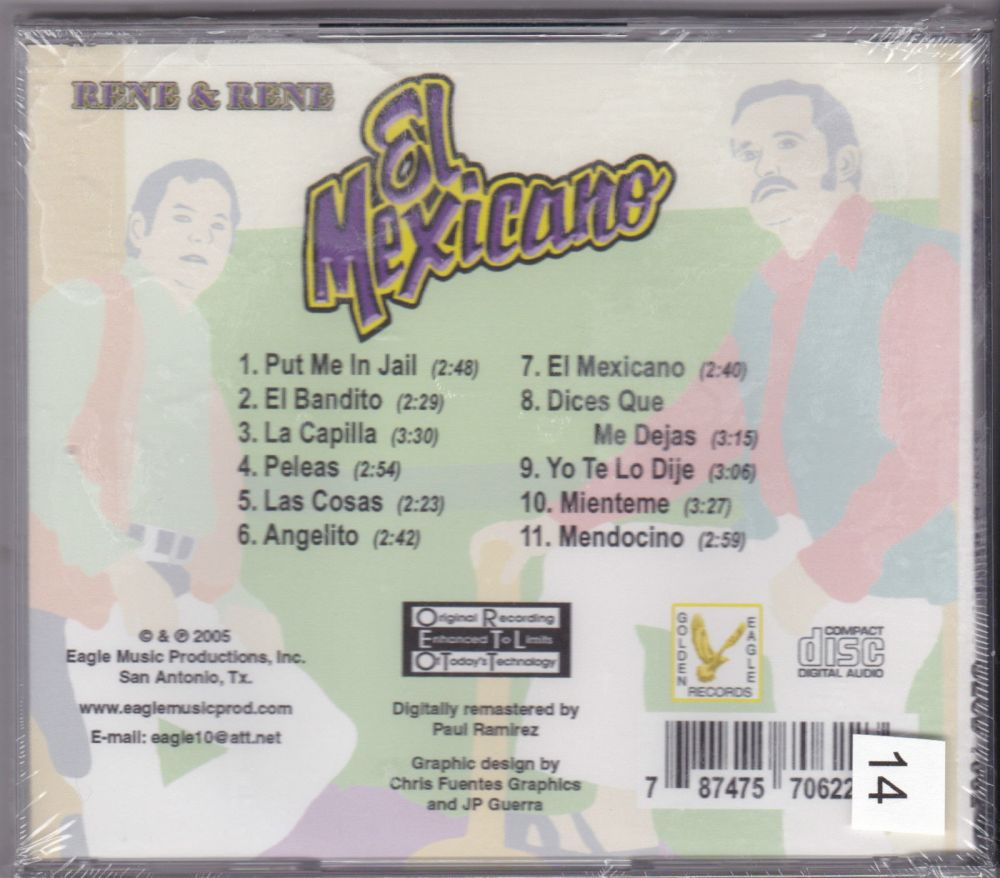 RENE & RENE
El
Mexicano
1. Put Me In Jail (2:48)
2. El Bandito (2:29)
3. La Capilla (3:30)
4. Peleas (2:54)
5. Las Cosas (2:23)
6. Angelito (2:42)
7. El Mexicano (2:40)
8. Dices Que
Me Dejas (3:15)
9. Yo Te Lo Dije (3:06)
10. Mienteme (3:27)
11. Mendocino (2:59)
© & ℗ 2005
Eagle Music Productions, Inc.
San Antonio, Tx.
www.eaglemusicprod.com
E-mail: eagle10@att.net
Original Recording
Enhanced To Limits
Of Today's Technology
Digitally remastered by
Paul Ramirez
Graphic design by
Chris Fuentes Graphics
and JP Guerra
GOLDEN
EAGLE
RECORDS
COMPACT
disc
DIGITAL AUDIO
7 87475 70622
14